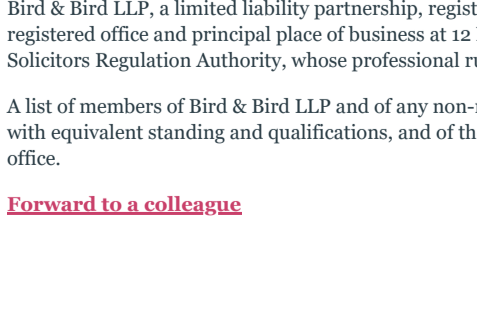 Bird & Bird LLP, a limited liability partnership,
registered office and principal place of business at 12
Solicitors Regulation Authority, whose professional
A list of members of Bird & Bird LLP and of any
with equivalent standing and qualifications, and of
office.
Forward to a colleague